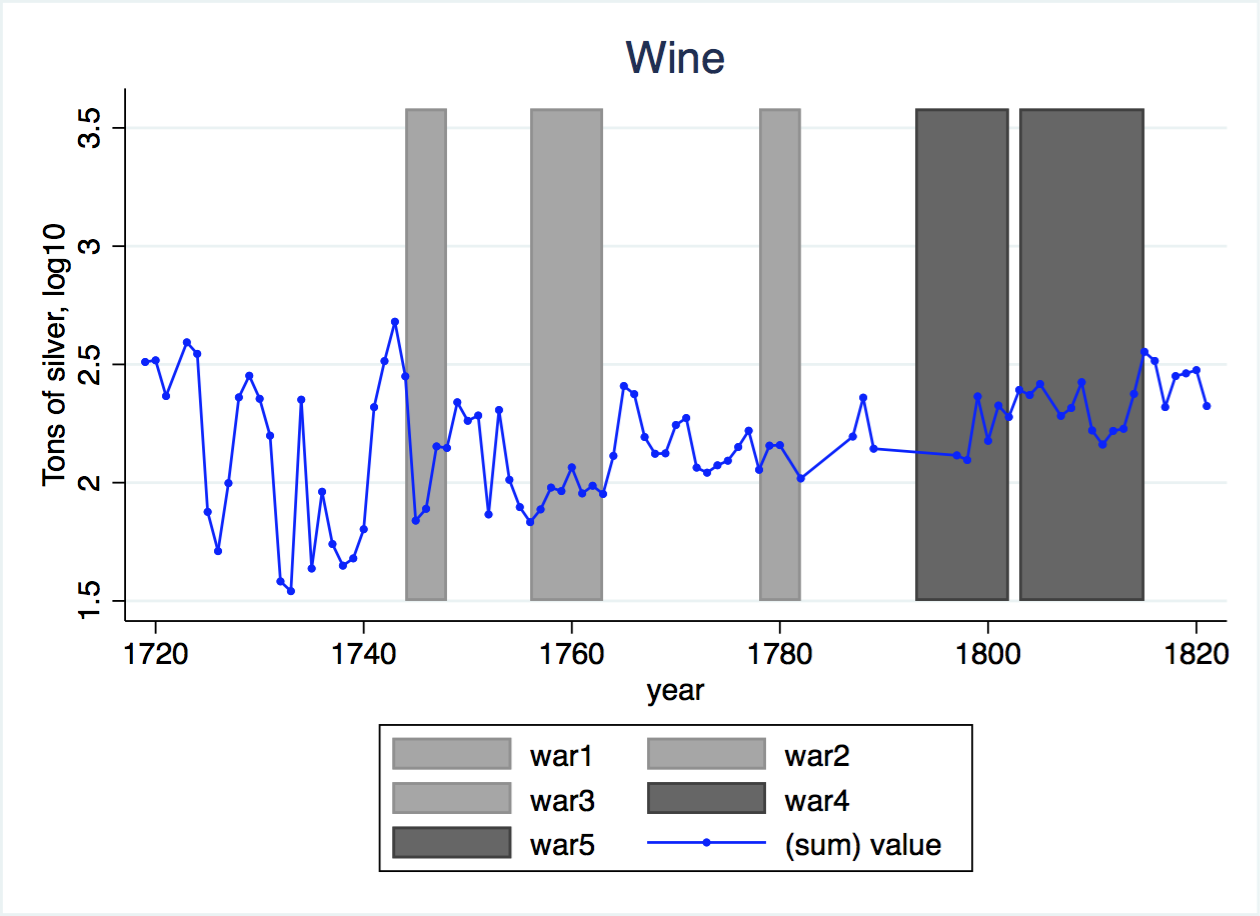 Wine
Tons of silver, log10
3.5
3
2.5
2
1.5
1720 1740 1760 1780 1800 1820
year
war1 war2
war3 war4
war5 (sum) value